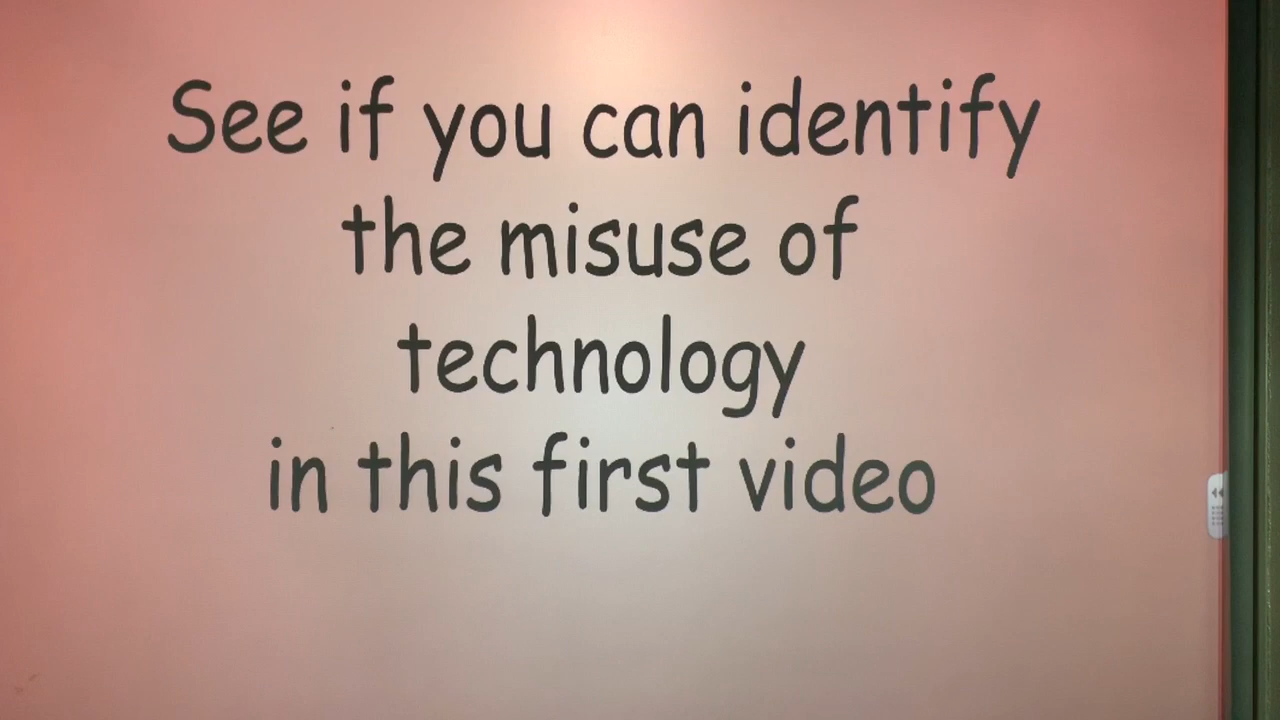 See if you can identify
the misuse of
technology
in this first video